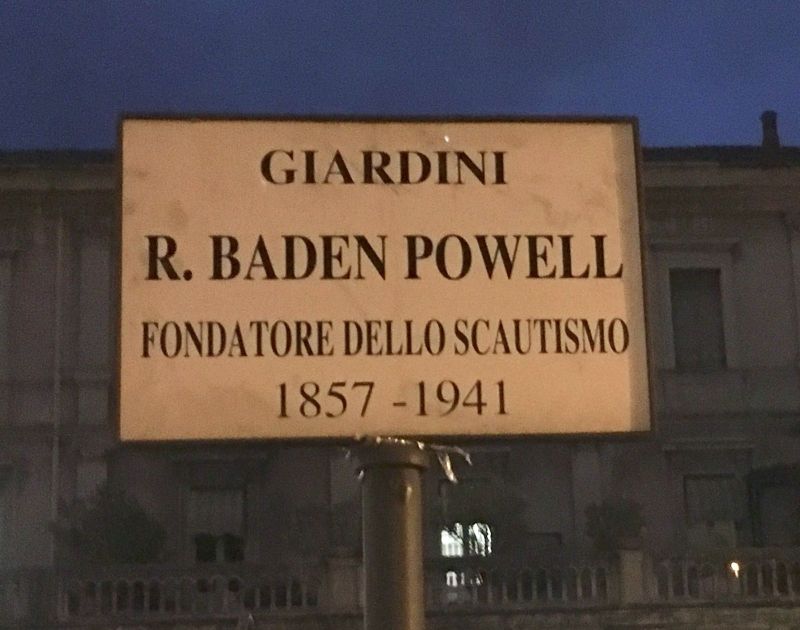 GIARDINI
R. BADEN POWELL
FONDATORE DELLO SCAUTISMO
1857 -1941